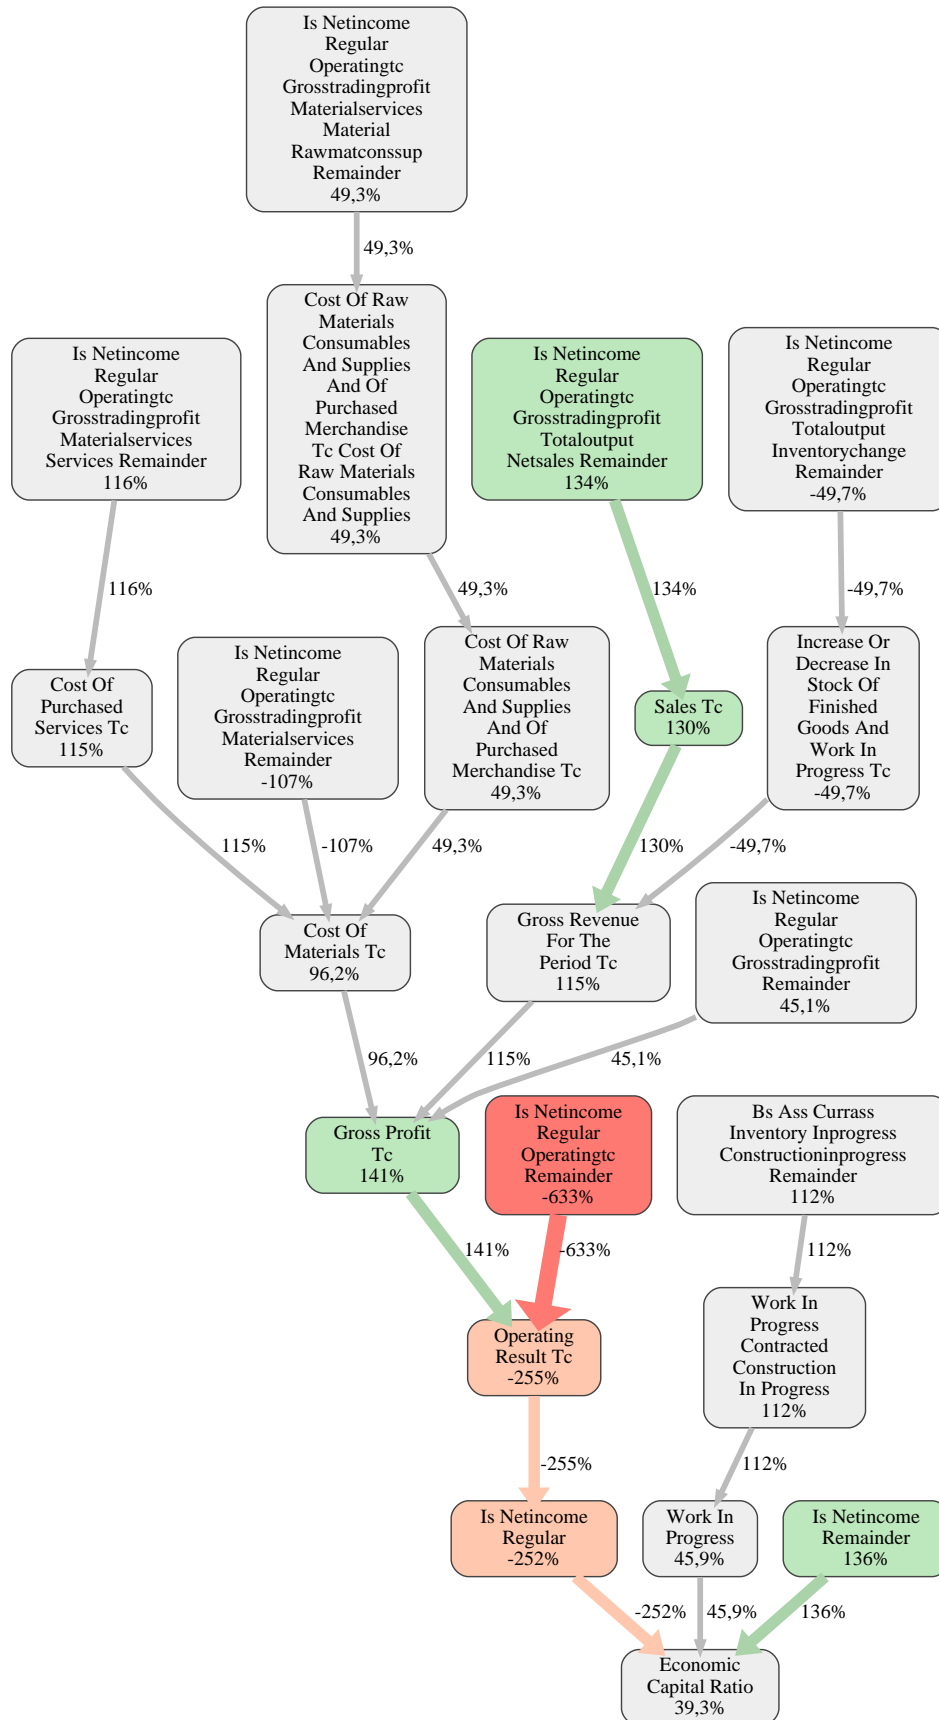 Is Netincome
Regular
Operatingtc
Grosstradingprofit
Materialservices
Material
Rawmatconssup
Remainder
49,3%
49,3%
Cost Of Raw
Materials
Consumables
And Supplies
And Of
Purchased
Merchandise
Tc Cost Of
Raw Materials
Consumables
And Supplies
49,3%
Is Netincome
Regular
Operatingtc
Grosstradingprofit
Materialservices
Services Remainder
116%
Is Netincome
Regular
Operatingtc
Grosstradingprofit
Totaloutput
Netsales Remainder
134%
Is Netincome
Regular
Operatingtc
Grosstradingprofit
Totaloutput
Inventorychange
Remainder
-49,7%
116%
49,3%
134%
-49,7%
Cost Of
Purchased
Services Tc
115%
Is Netincome
Regular
Operatingtc
Grosstradingprofit
Materialservices
Remainder
-107%
Cost Of Raw
Materials
Consumables
And Supplies
And Of
Purchased
Merchandise Tc
49,3%
Sales Tc
130%
Increase Or
Decrease In
Stock Of
Finished
Goods And
Work In
Progress Tc
-49,7%
115%
-107%
49,3%
130%
-49,7%
Cost Of
Materials Tc
96,2%
Gross Revenue
For The
Period Tc
115%
Is Netincome
Regular
Operatingtc
Grosstradingprofit
Remainder
45,1%
96,2%
115%
45,1%
Gross Profit
Tc
141%
Is Netincome
Regular
Operatingtc
Remainder
-633%
Bs Ass Currass
Inventory Inprogress
Constructioninprogress
Remainder
112%
141%
-633%
112%
Operating
Result Tc
-255%
Work In
Progress
Contracted
Construction
In Progress
112%
-255%
112%
Is Netincome
Regular
-252%
Work In
Progress
45,9%
Is Netincome
Remainder
136%
-252%
45,9%
136%
Economic
Capital Ratio
39,3%